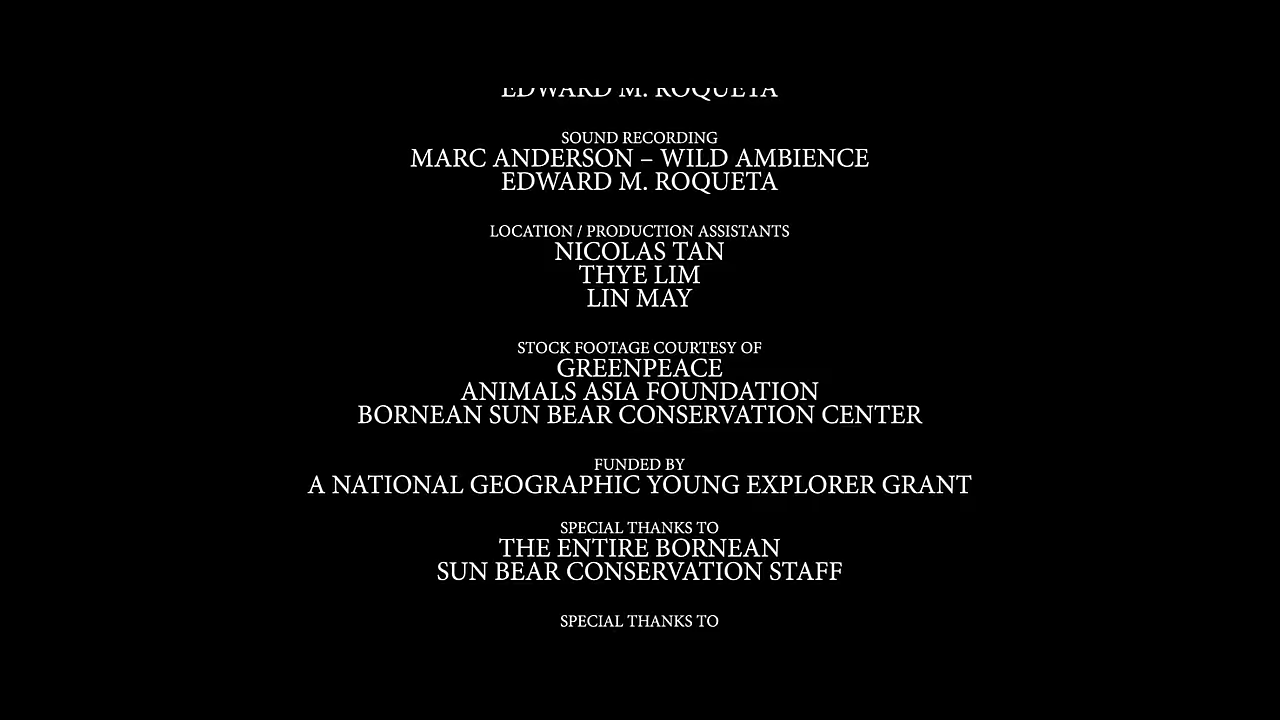 EDWARD M. ROQUETA
SOUND RECORDING
MARC ANDERSON – WILD AMBIENCE
EDWARD M. ROQUETA
LOCATION / PRODUCTION ASSISTANTS
NICOLAS TAN
THYE LIM
LIN MAY
STOCK FOOTAGE COURTESY OF
GREENPEACE
ANIMALS ASIA FOUNDATION
BORNEAN SUN BEAR CONSERVATION CENTER
FUNDED BY
A NATIONAL GEOGRAPHIC YOUNG EXPLORER GRANT
SPECIAL THANKS TO
THE ENTIRE BORNEAN
SUN BEAR CONSERVATION STAFF
SPECIAL THANKS TO